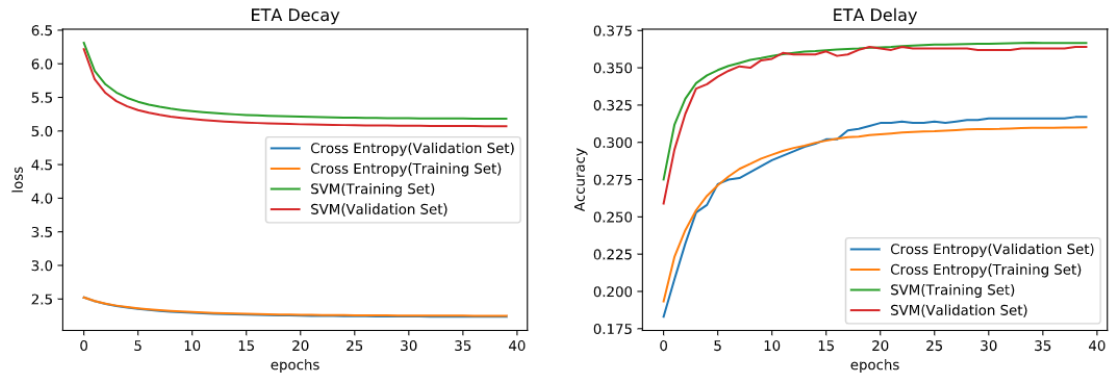 ETA Decay
6.5
6.0
5.5
5.0
4.5
4.0
3.5
3.0
2.5
loss
Cross Entropy(Validation Set)
Cross Entropy(Training Set)
SVM(Training Set)
SVM(Validation Set)
0 5 10 15 20 25 30 35 40
epochs
ETA Delay
0.375
0.350
0.325
0.300
0.275
0.250
0.225
0.200
0.175
Accuracy
Cross Entropy(Validation Set)
Cross Entropy(Training Set)
SVM(Training Set)
SVM(Validation Set)
0 5 10 15 20 25 30 35 40
epochs